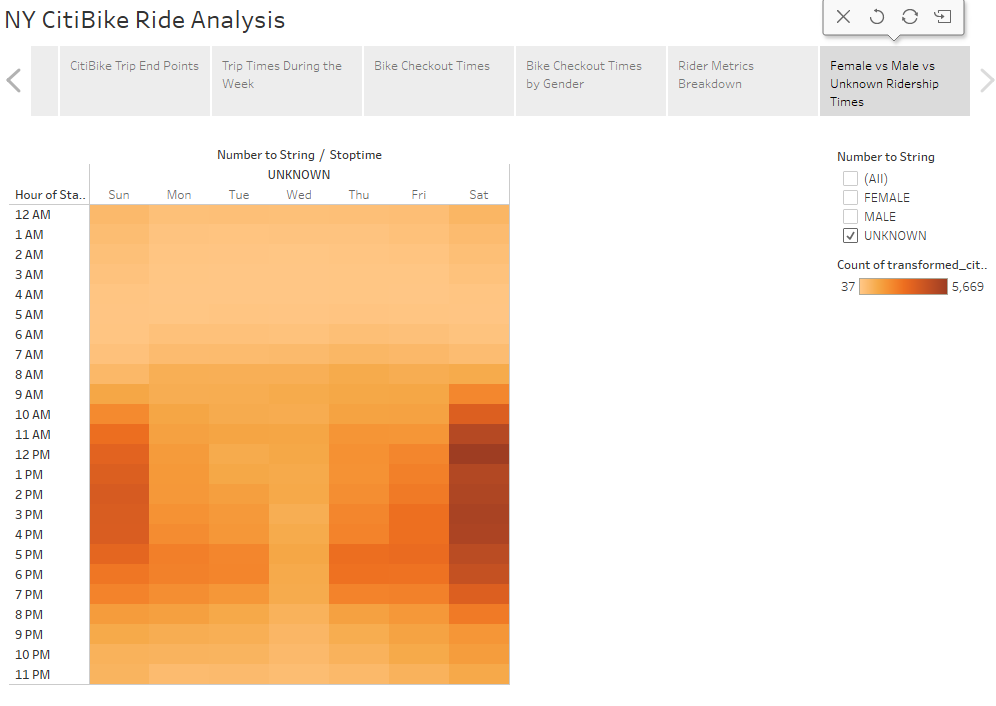 NY CitiBike Ride Analysis
CitiBike Trip End Points
Trip Times During the
Week
Bike Checkout Times
Bike Checkout Times
by Gender
Rider Metrics
Breakdown
Female vs Male vs
Unknown Ridership
Times
Number to String / Stoptime
UNKNOWN
Hour of Sta.. Sun Mon Tue Wed Thu Fri Sat
12 AM
1 AM
2 AM
3 AM
4 AM
5 AM
6 AM
7 AM
8 AM
9 AM
10 AM
11 AM
12 PM
1 PM
2 PM
3 PM
4 PM
5 PM
6 PM
7 PM
8 PM
9 PM
10 PM
11 PM
Number to String
(All)
FEMALE
MALE
UNKNOWN
Count of transformed_cit..
37 5,669